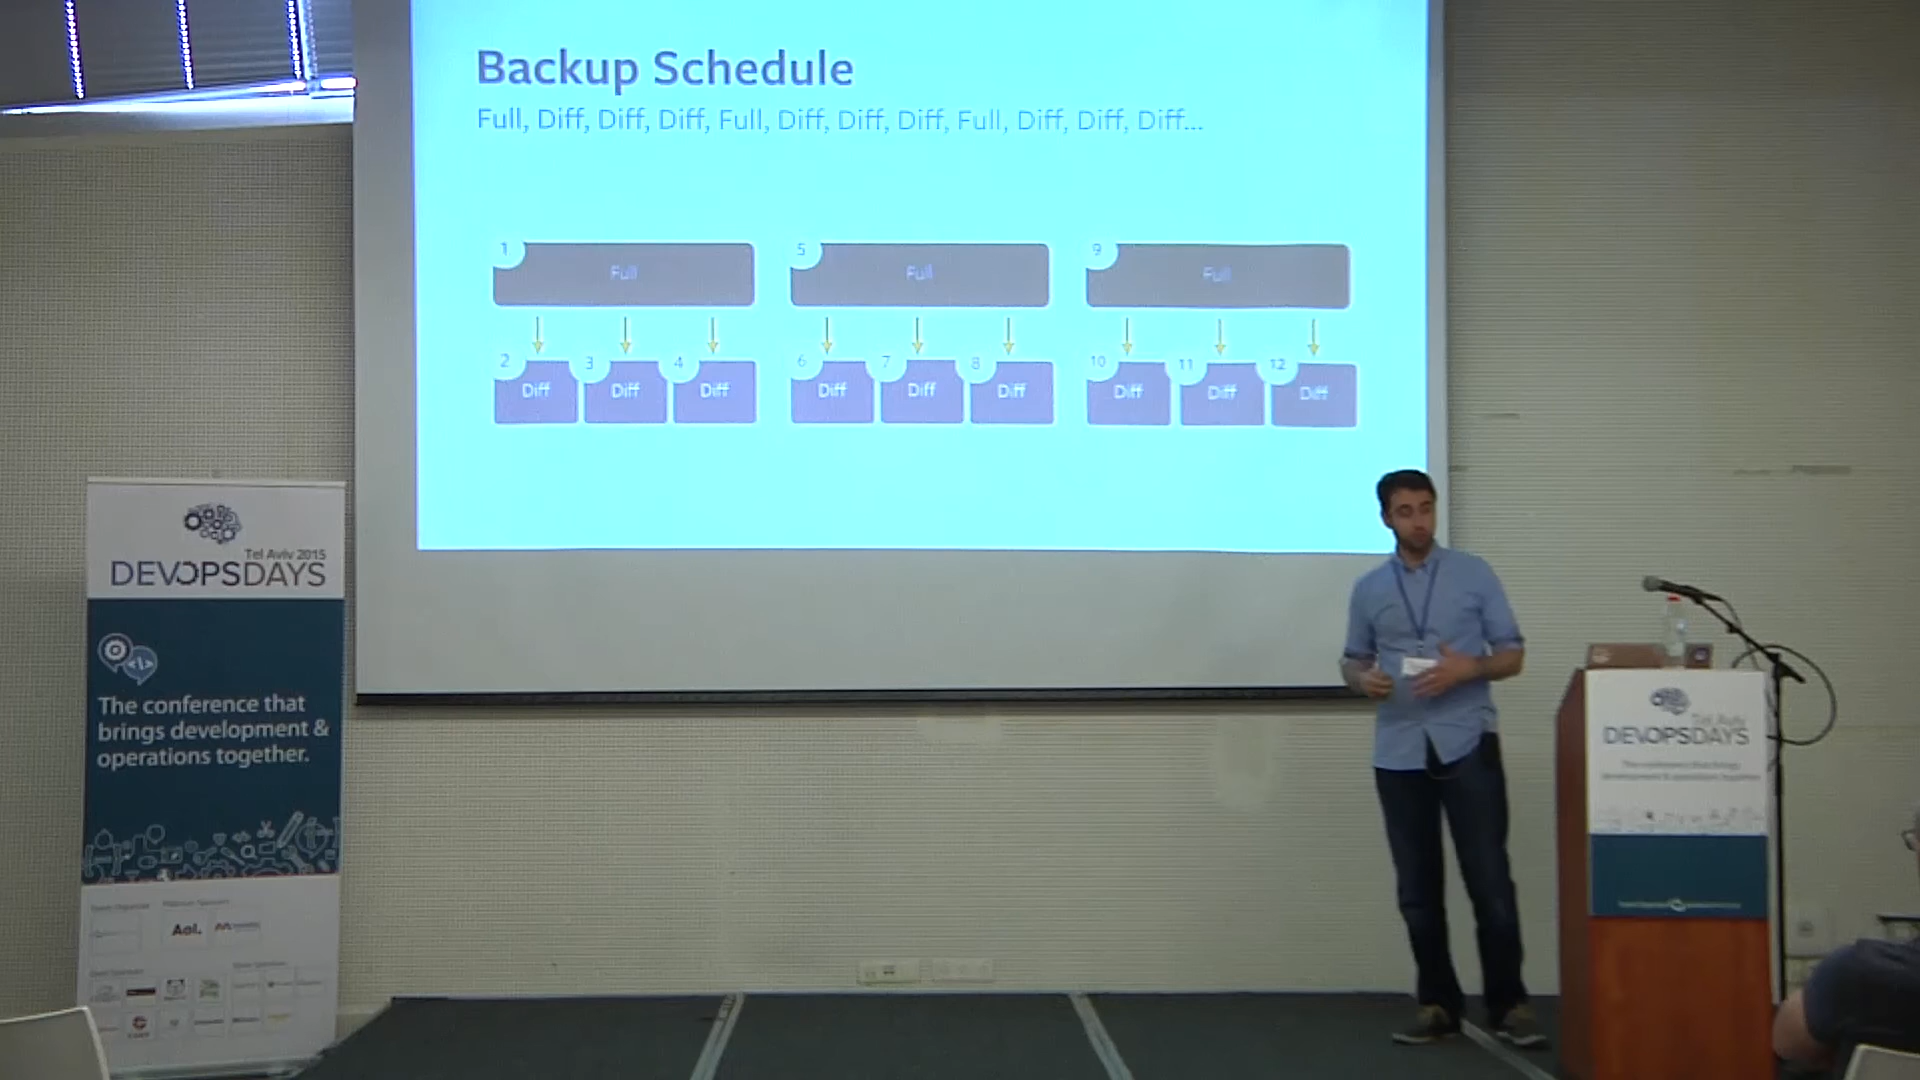 Backup Schedule
Full, Diff, Diff, Diff, Full, Diff, Diff, Diff, Full, Diff, Diff, Diff...
1
Full
5
Full
9
Full
2
Diff
3
Diff
4
Diff
6
Diff
7
Diff
8
Diff
10
Diff
11
Diff
12
Diff
Tel Aviv 2015
DEVOPSDAYS
</>
The conference that
brings development &
operations together.
Aol.
Tel Aviv
DEVOPSDAYS